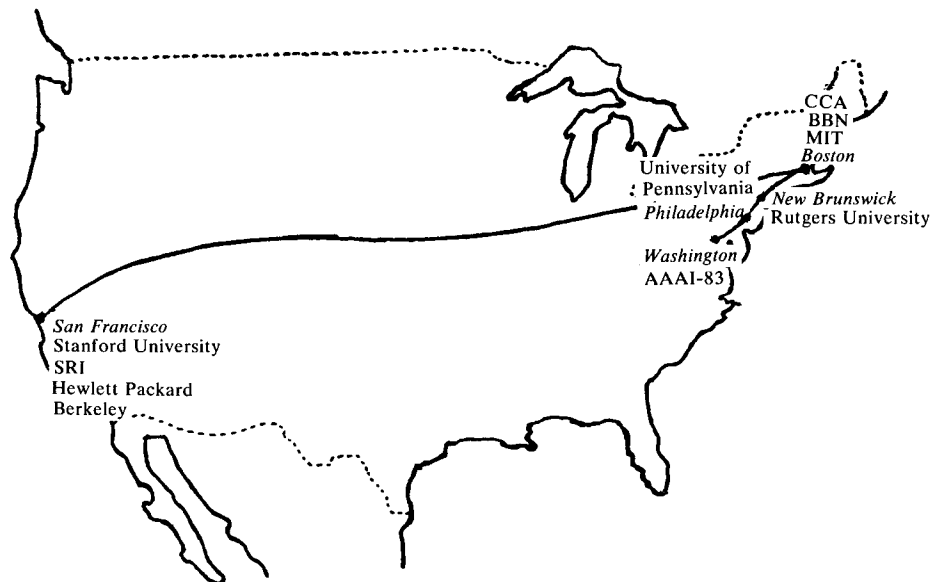 CCA
BBN
MIT
Boston
University of
Pennsylvania
Philadelphia
New Brunswick
Rutgers University
Washington
AAAI-83
San Francisco
Stanford University
SRI
Hewlett Packard
Berkeley